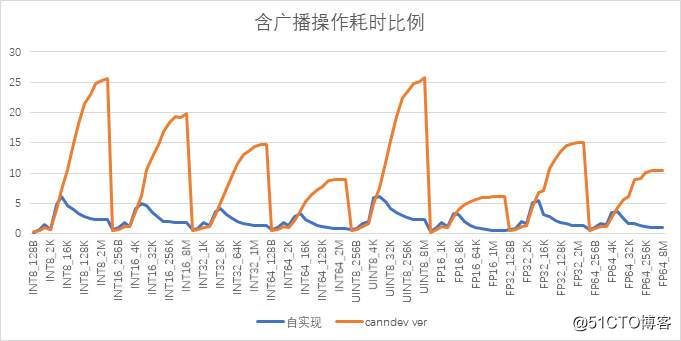 含广播操作耗时比例
30
25
20
15
10
5
0
INT8_128B
INT8_2K
INT8_16K
INT8_128K
INT8_2M
INT16_256B
INT16_4K
INT16_32K
INT16_256K
INT16_8M
INT32_1K
INT32_8K
INT32_64K
INT32_1M
INT64_128B
INT64_2K
INT64_16K
INT64_128K
INT64_2M
UINT8_256B
UINT8_4K
UINT8_32K
UINT8_256K
UINT8_8M
FP16_1K
FP16_8K
FP16_64K
FP16_1M
FP32_128B
FP32_2K
FP32_16K
FP32_128K
FP32_2M
FP64_256B
FP64_4K
FP64_32K
FP64_256K
FP64_8M
自实现
canndev ver
@51CTO博客